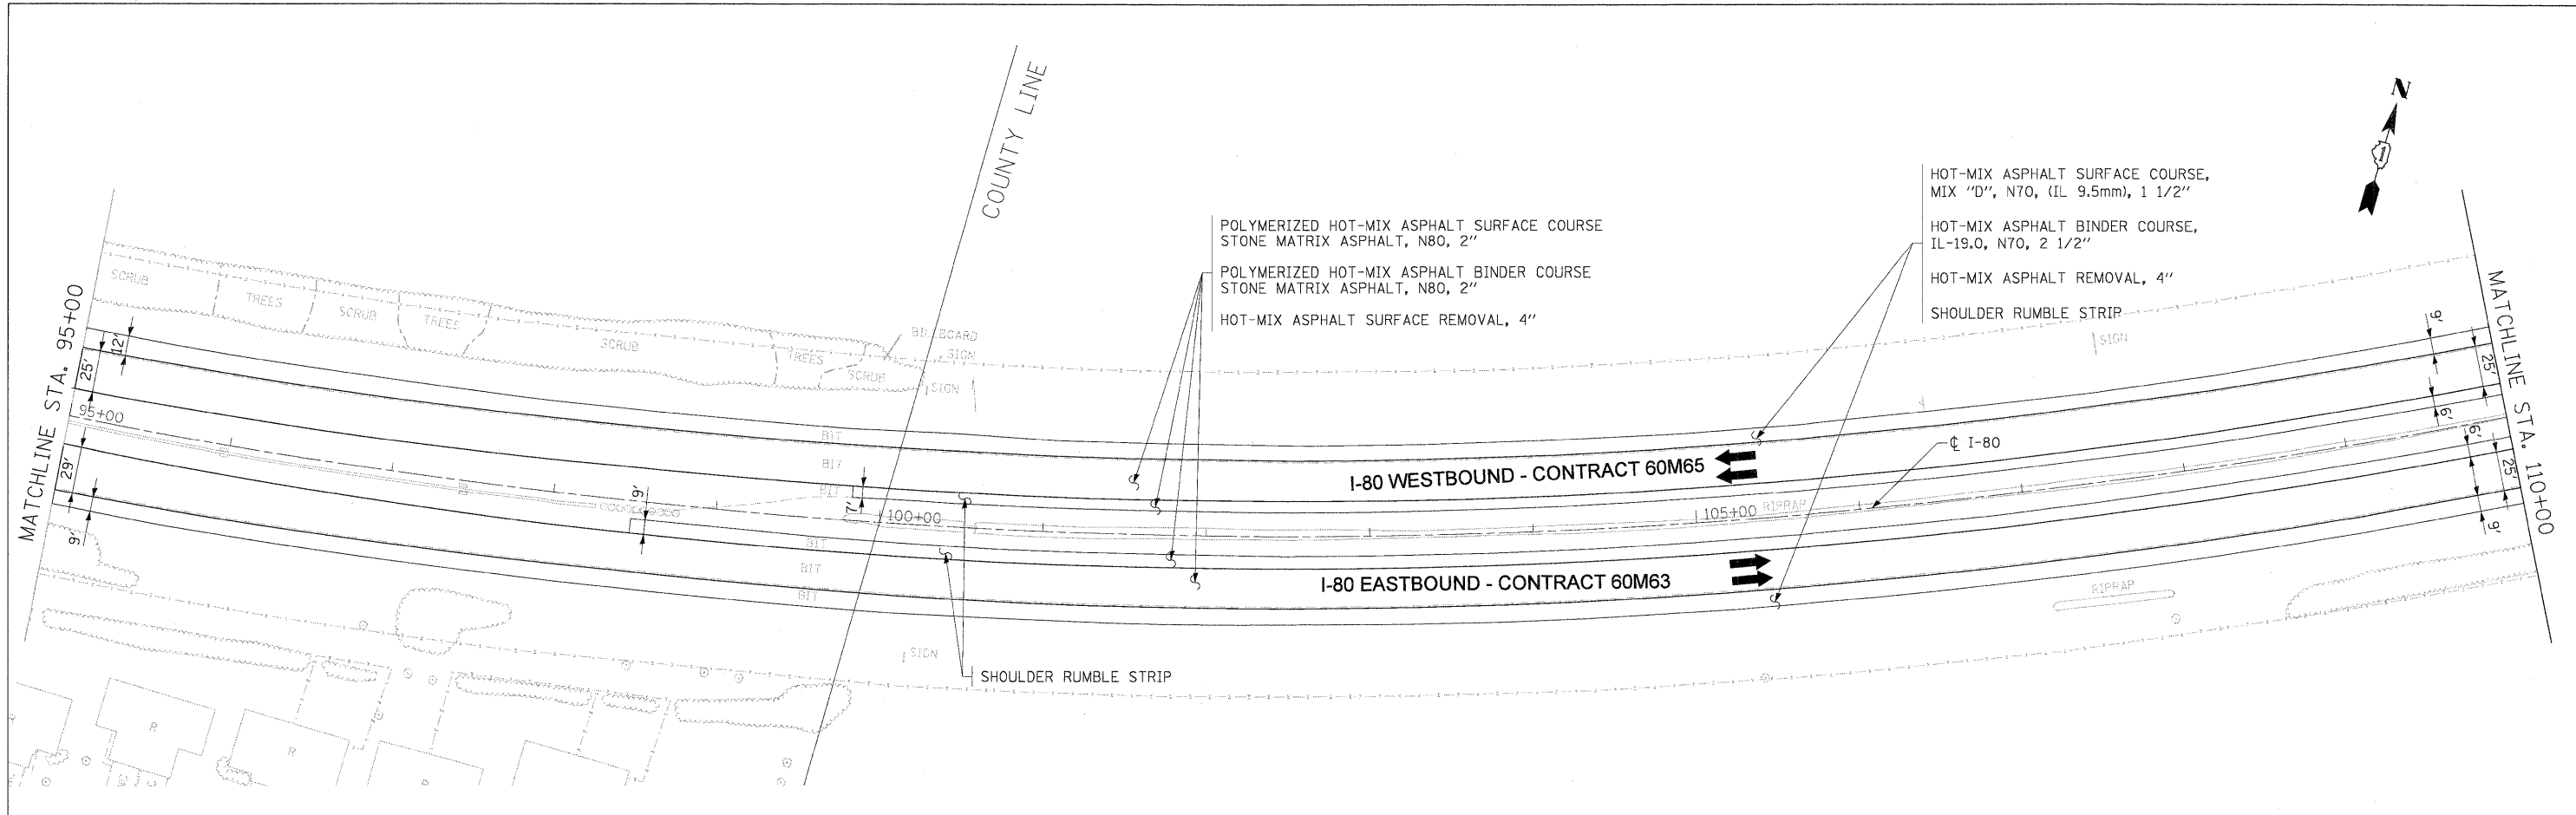 N
COUNTY LINE
HOT-MIX ASPHALT SURFACE COURSE,
MIX "D", N70, (IL 9.5mm), 1 1/2"
HOT-MIX ASPHALT BINDER COURSE,
IL-19.0, N70, 2 1/2"
HOT-MIX ASPHALT REMOVAL, 4"
SHOULDER RUMBLE STRIP
POLYMERIZED HOT-MIX ASPHALT SURFACE COURSE
STONE MATRIX ASPHALT, N80, 2"
POLYMERIZED HOT-MIX ASPHALT BINDER COURSE
STONE MATRIX ASPHALT, N80, 2"
HOT-MIX ASPHALT SURFACE REMOVAL, 4"
MATCHLINE STA. 95+00
MATCHLINE STA. 110+00
SCRUB
TREES
SCRUB
TREES
SCRUB
TREES
SCRUB
BILLBOARD
SIGN
SIGN
SIGN
12'
25'
95+00
29'
9'
9'
7'
BIT
BIT
BIT
BIT
BIT
BIT
100+00
105+00
RIPRAP
℄ I-80
I-80 WESTBOUND - CONTRACT 60M65
I-80 EASTBOUND - CONTRACT 60M63
9'
25'
6'
6'
25'
9'
RIPRAP
SIGN
SHOULDER RUMBLE STRIP
R
R